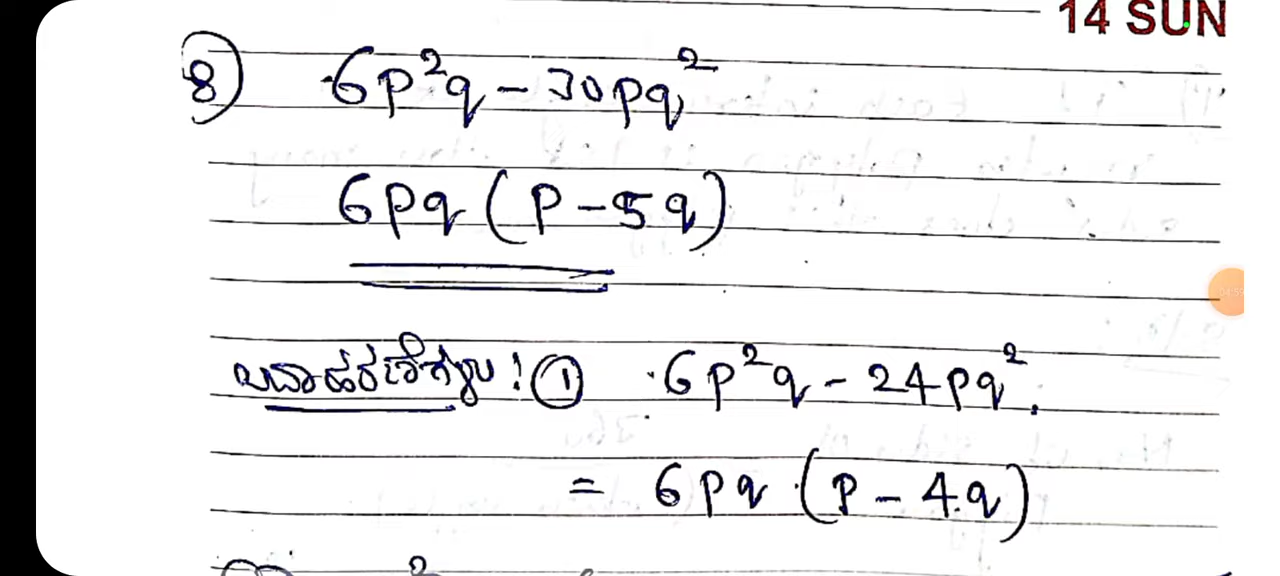 14 SUN
8) 6p²q - 30pq²
6pq (p - 5q)
ಉದಾಹರಣೆಗಳು : ① 6p²q - 24pq².
= 6pq (p - 4q)